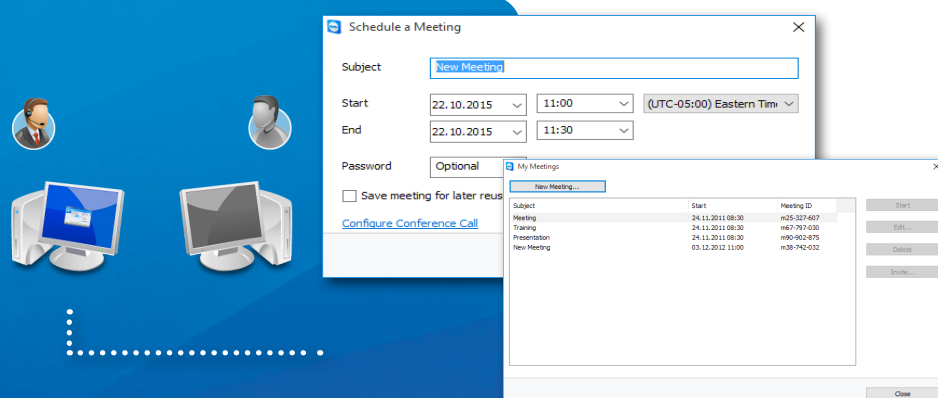 Schedule a Meeting
Subject New Meeting
Start 22.10.2015 11:00 (UTC-05:00) Eastern Tim
End 22.10.2015 11:30
Password Optional
Save meeting for later reus
Configure Conference Call
My Meetings
New Meeting...
Subject Start Meeting ID
Meeting 24.11.2011 08:30 m25-327-607
Training 24.11.2011 08:30 m67-797-030
Presentation 24.11.2011 08:30 m90-902-875
New Meeting 03.12.2012 11:00 m38-742-032
Start
Edit...
Delete
Invite...
Close